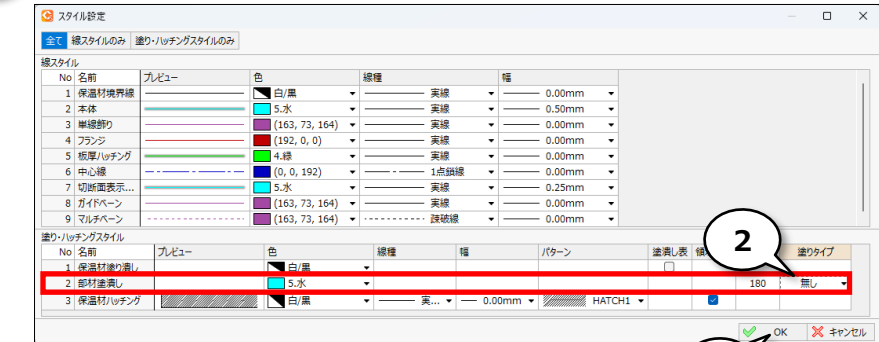 スタイル設定
全て 線スタイルのみ 塗り・ハッチングスタイルのみ
線スタイル
No 名前 プレビュー 色 線種 幅
1 保温材境界線 白/黒 実線 0.00mm
2 本体 5.水 実線 0.50mm
3 単線飾り (163, 73, 164) 実線 0.00mm
4 フランジ (192, 0, 0) 実線 0.00mm
5 板厚ハッチング 4.緑 実線 0.00mm
6 中心線 (0, 0, 192) 1点鎖線 0.00mm
7 切断面表示... 5.水 実線 0.25mm
8 ガイドベーン (163, 73, 164) 実線 0.00mm
9 マルチベーン (163, 73, 164) 疎破線 0.00mm
塗り・ハッチングスタイル
No 名前 プレビュー 色 線種 幅 パターン 塗潰し表 塗りタイプ
1 保温材塗り潰し 白/黒
2 部材塗潰し 5.水 180 無し
3 保温材ハッチング 白/黒 実... 0.00mm HATCH1
2
OK キャンセル